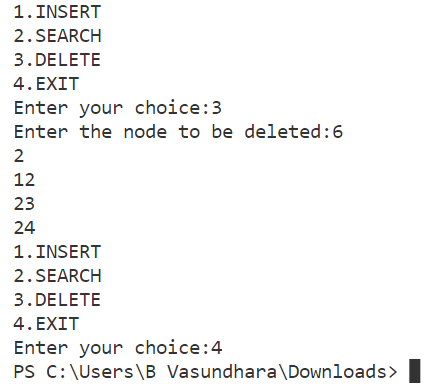 1.INSERT
2.SEARCH
3.DELETE
4.EXIT
Enter your choice:3
Enter the node to be deleted:6
2
12
23
24
1.INSERT
2.SEARCH
3.DELETE
4.EXIT
Enter your choice:4
PS C:\Users\B Vasundhara\Downloads>